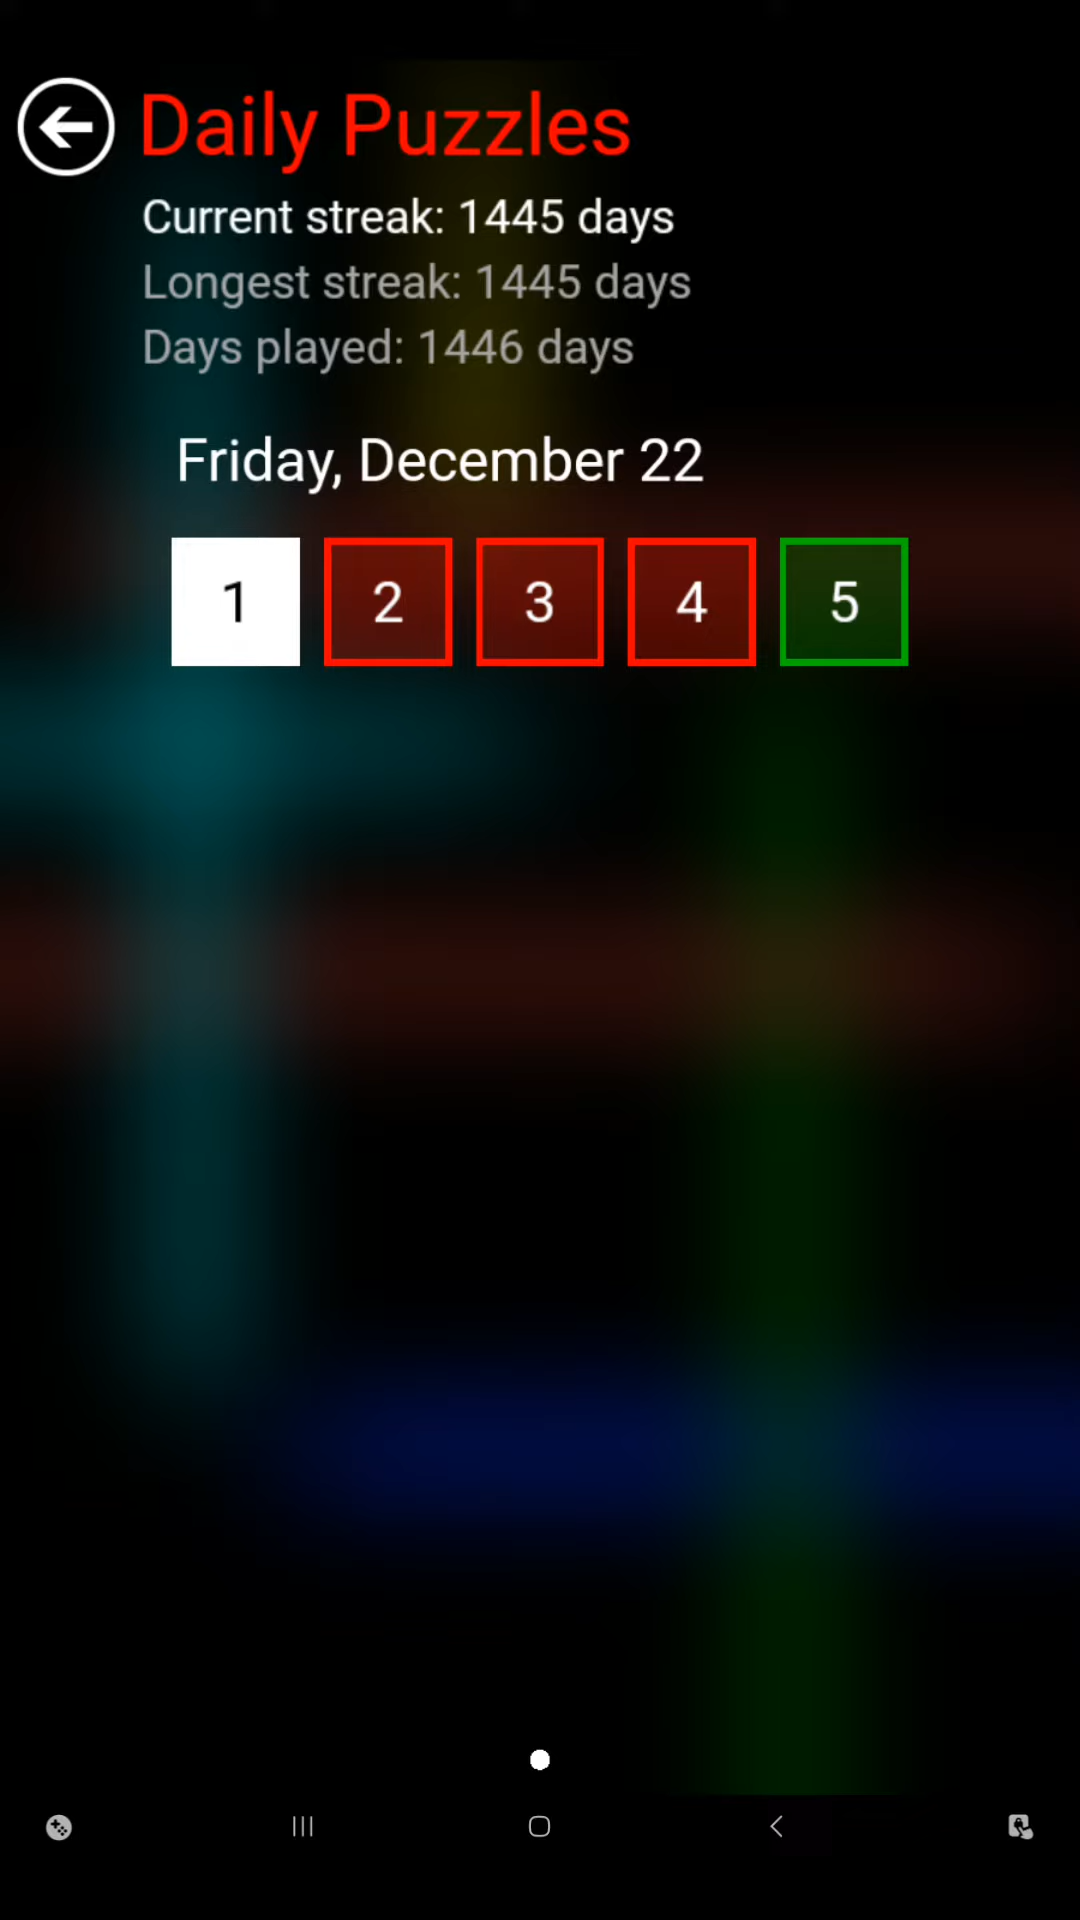 Daily Puzzles
Current streak: 1445 days
Longest streak: 1445 days
Days played: 1446 days
Friday, December 22
1 2 3 4 5